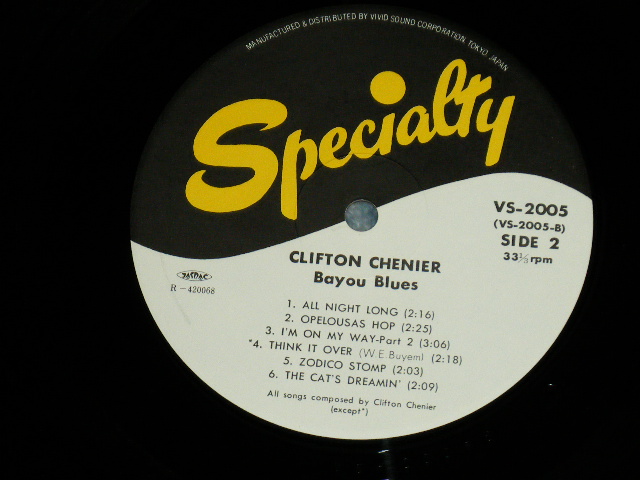 MANUFACTURED & DISTRIBUTED BY VIVID SOUND CORPORATION, TOKYO, JAPAN
Specialty
VS-2005
(VS-2005-B)
SIDE 2
33⅓rpm
CLIFTON CHENIER
Bayou Blues
JASRAC
R-420068
1. ALL NIGHT LONG (2:16)
2. OPELOUSAS HOP (2:25)
3. I'M ON MY WAY-Part 2 (3:06)
*4. THINK IT OVER (W.E.Buyem) (2:18)
5. ZODICO STOMP (2:03)
6. THE CAT'S DREAMIN' (2:09)
All songs composed by Clifton Chenier
(except*)